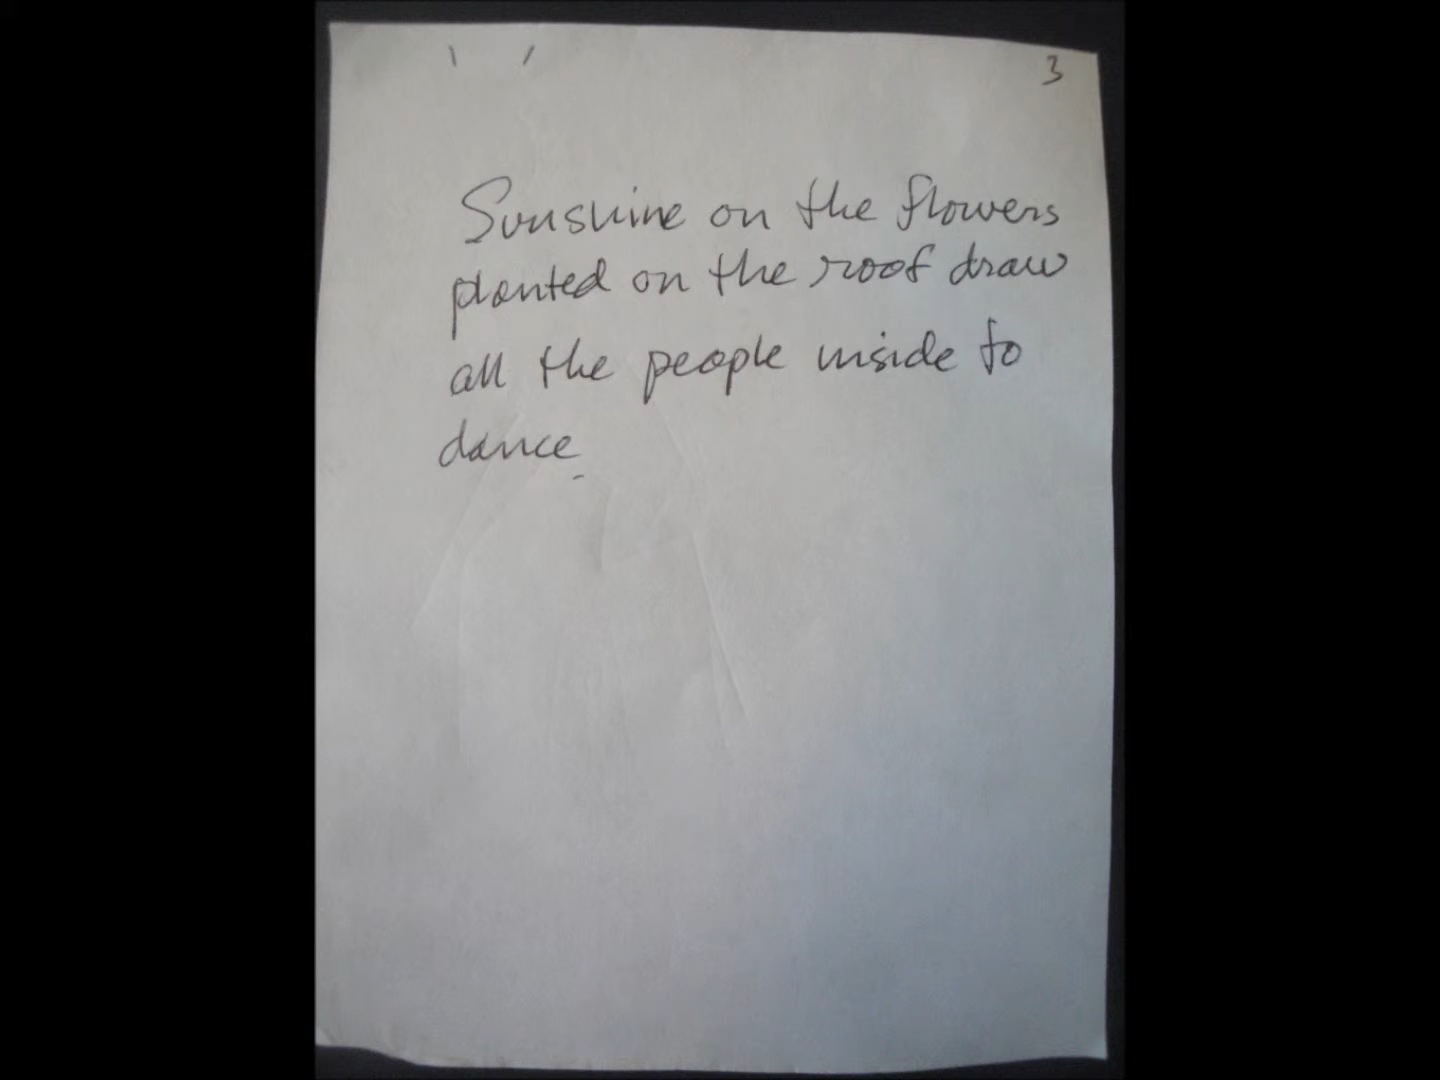 3
Sunshine on the flowers
planted on the roof draw
all the people inside to
dance